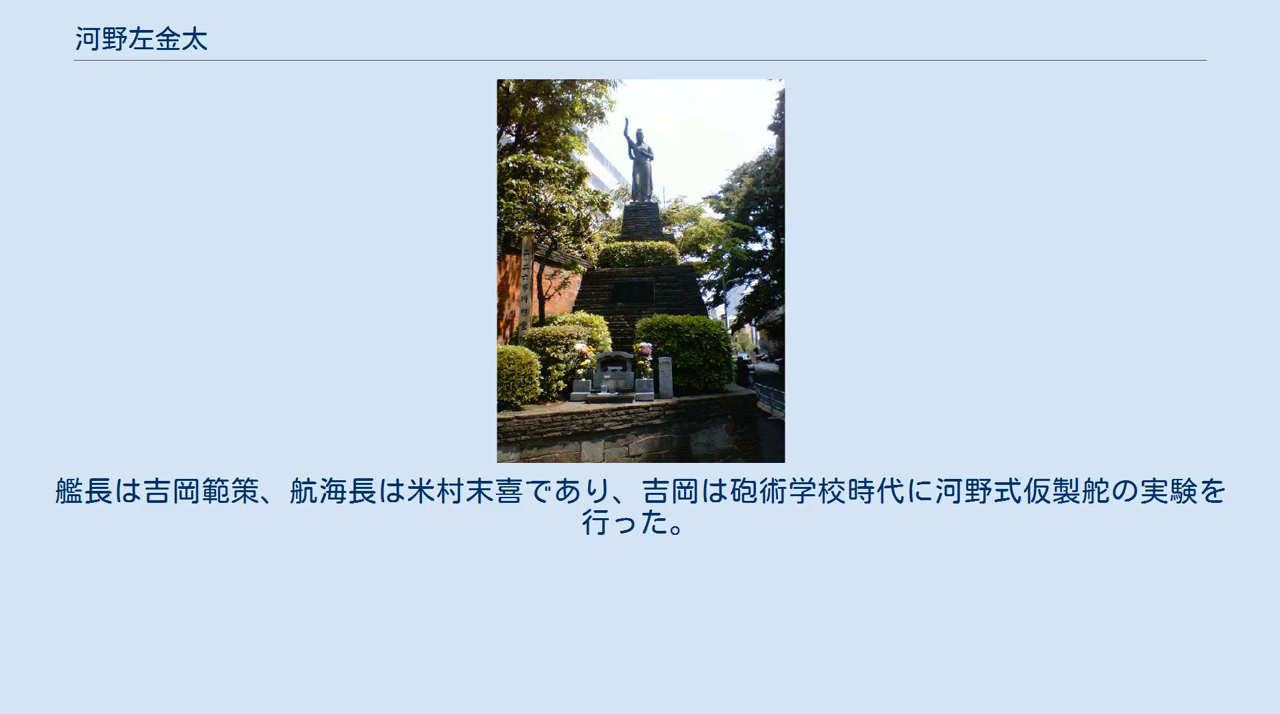 河野左金太
艦長は吉岡範策、航海長は米村末喜であり、吉岡は砲術学校時代に河野式仮製舵の実験を
行った。